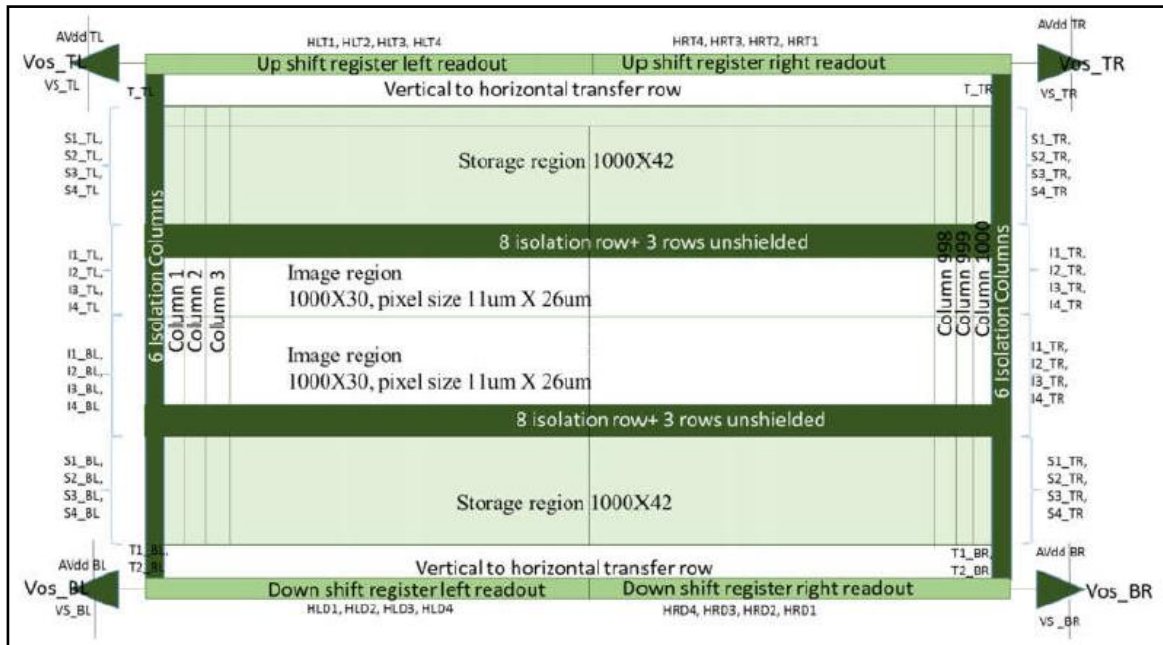 AVdd TL
HLT1, HLT2, HLT3, HLT4
HRT4, HRT3, HRT2, HRT1
AVdd TR
Vos_TL
Up shift register left readout
Up shift register right readout
Vos_TR
VS_TL
T_TL
Vertical to horizontal transfer row
T_TR
VS_TR
S1_TL,
S2_TL,
S3_TL,
S4_TL
Storage region 1000X42
S1_TR,
S2_TR,
S3_TR,
S4_TR
6 Isolation Columns
8 isolation row+ 3 rows unshielded
6 Isolation Columns
I1_TL,
I2_TL,
I3_TL,
I4_TL
Column 1
Column 2
Column 3
Image region
1000X30, pixel size 11um X 26um
Column 998
Column 999
Column 1000
I1_TR,
I2_TR,
I3_TR,
I4_TR
I1_BL,
I2_BL,
I3_BL,
I4_BL
Image region
1000X30, pixel size 11um X 26um
I1_TR,
I2_TR,
I3_TR,
I4_TR
8 isolation row+ 3 rows unshielded
S1_BL,
S2_BL,
S3_BL,
S4_BL
Storage region 1000X42
S1_TR,
S2_TR,
S3_TR,
S4_TR
T1_BL,
T2_BL
Vertical to horizontal transfer row
T1_BR,
T2_BR
AVdd BL
AVdd BR
Vos_BL
Down shift register left readout
Down shift register right readout
Vos_BR
VS_BL
HLD1, HLD2, HLD3, HLD4
HRD4, HRD3, HRD2, HRD1
VS _BR